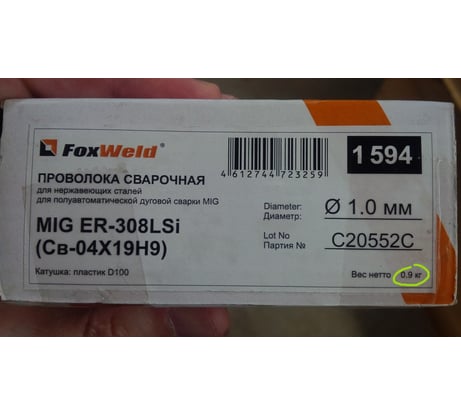 FoxWeld®
4 612744 723259
1 594
ПРОВОЛОКА СВАРОЧНАЯ
для нержавеющих сталей
для полуавтоматической дуговой сварки MIG
MIG ER-308LSi
(Св-04Х19Н9)
Diameter:
Диаметр:
Ø 1.0 мм
Lot No
Партия №
C20552C
Катушка: пластик D100
Вес нетто 0.9 кг